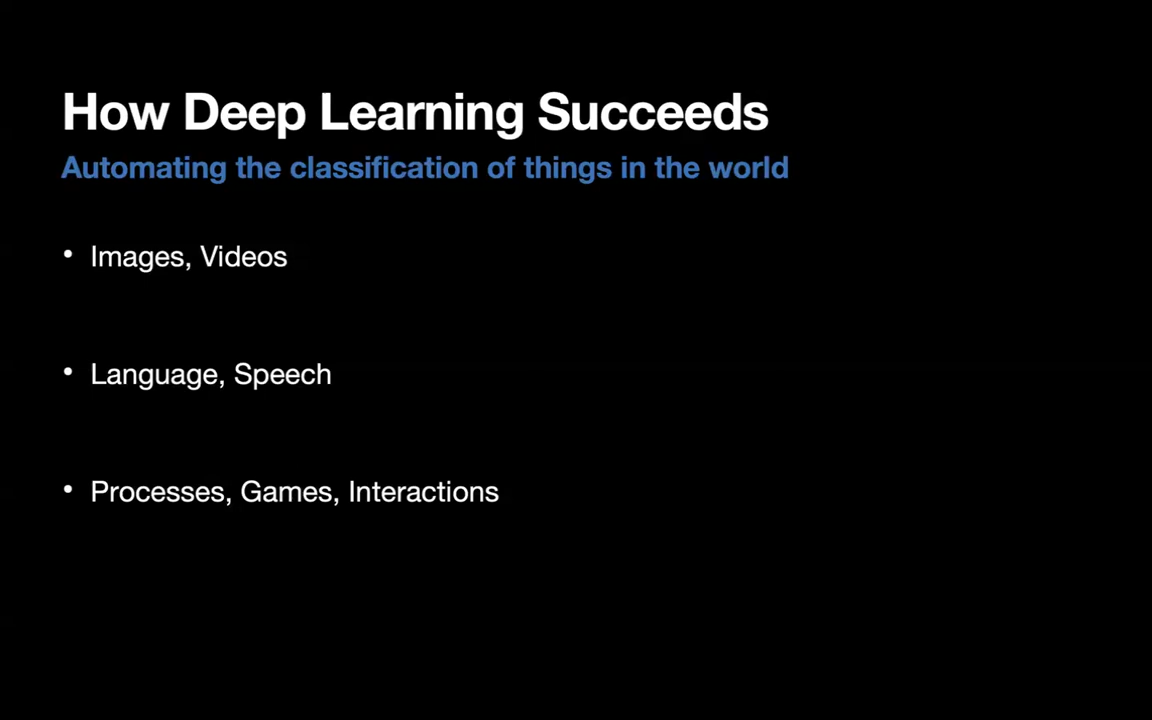 How Deep Learning Succeeds
Automating the classification of things in the world
• Images, Videos
• Language, Speech
• Processes, Games, Interactions